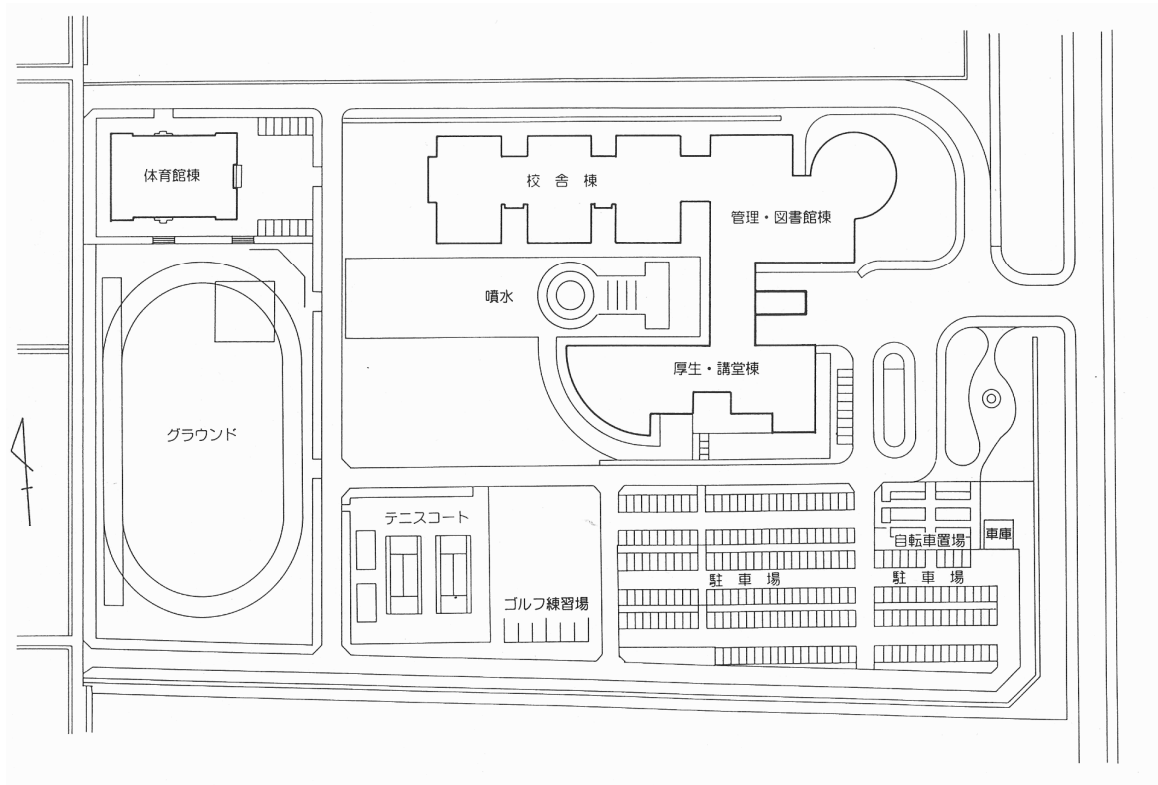 体育館棟
校舎棟
管理・図書館棟
噴水
厚生・講堂棟
グラウンド
テニスコート
ゴルフ練習場
駐車場
自転車置場
車庫
駐車場